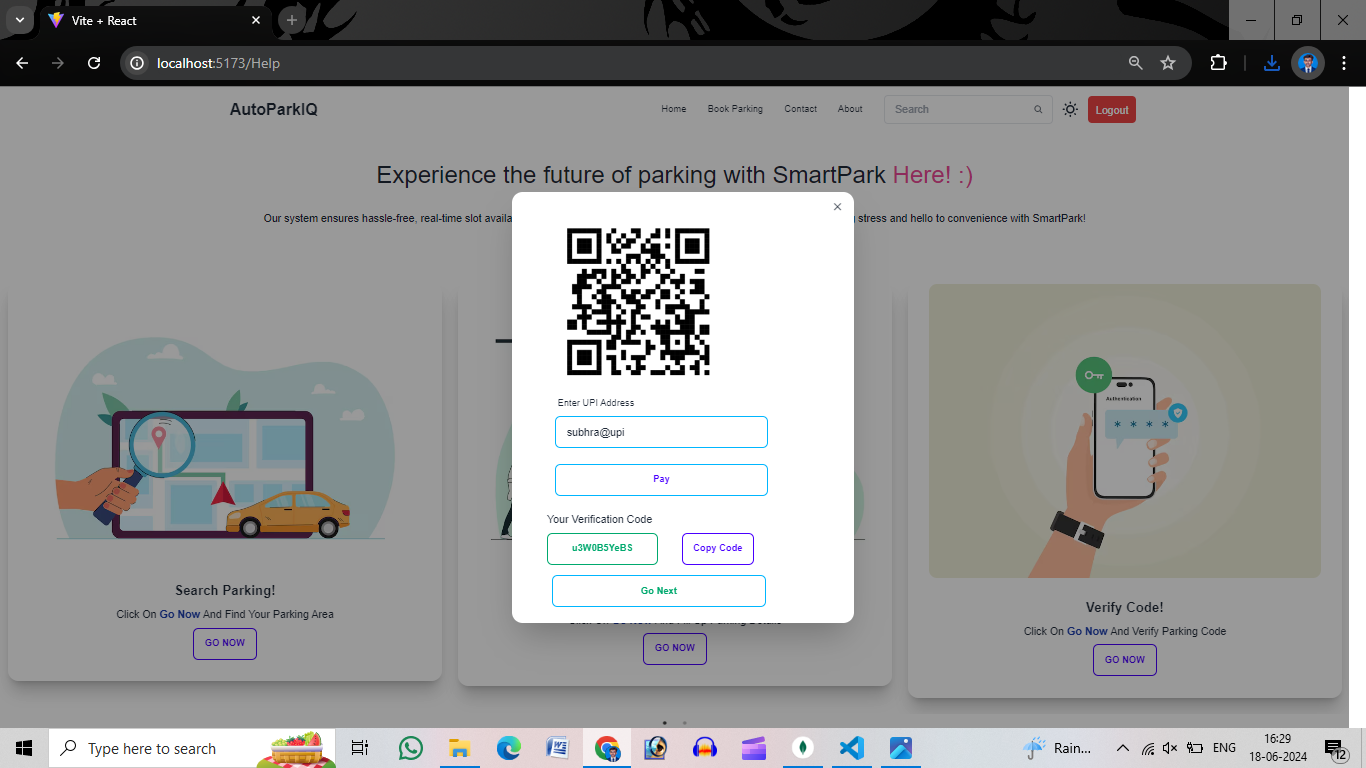 Vite + React
localhost:5173/Help
AutoParkIQ
Home
Book Parking
Contact
About
Search
Logout
Experience the future of parking with SmartPark Here! :)
Our system ensures hassle-free, real-time slot
stress and hello to convenience with SmartPark!
Enter UPI Address
subhra@upi
Pay
Your Verification Code
u3W0B5YeBS
Copy Code
Go Next
Search Parking!
Click On Go Now And Find Your Parking Area
GO NOW
GO NOW
Authentication
* * * *
Verify Code!
Click On Go Now And Verify Parking Code
GO NOW
Type here to search
Rain...
ENG
16:29
18-06-2024
12